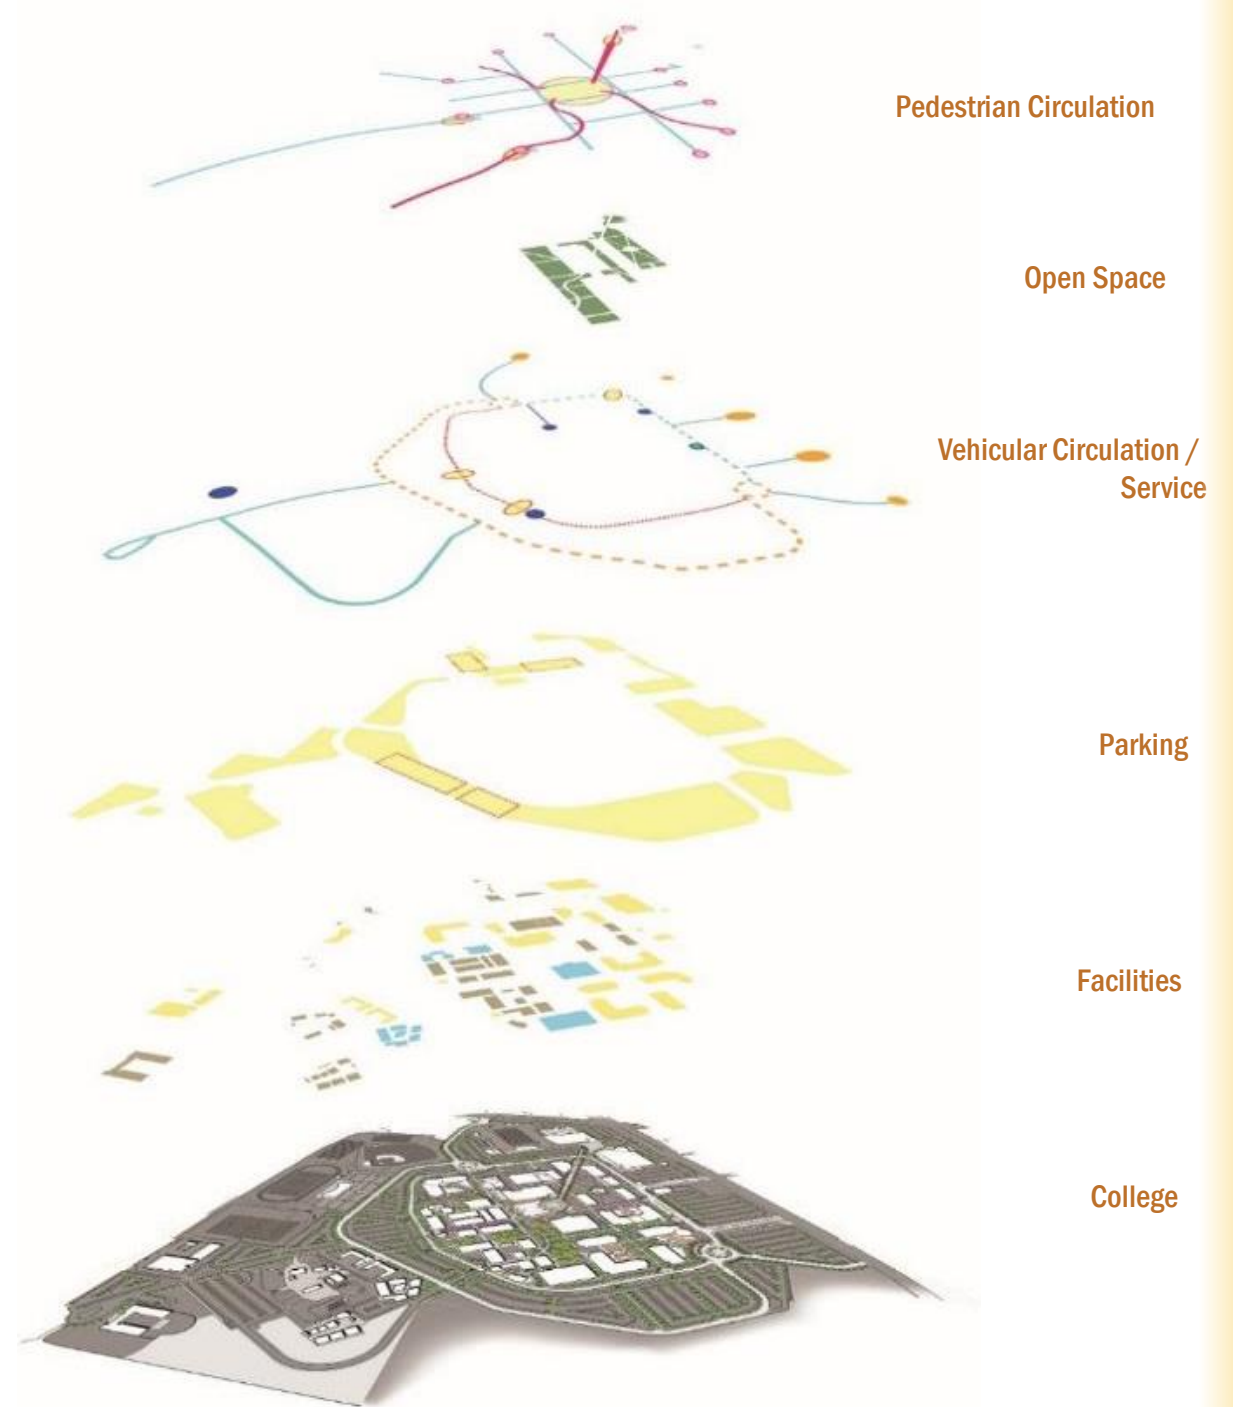 Pedestrian Circulation
Open Space
Vehicular Circulation /
Service
Parking
Facilities
College